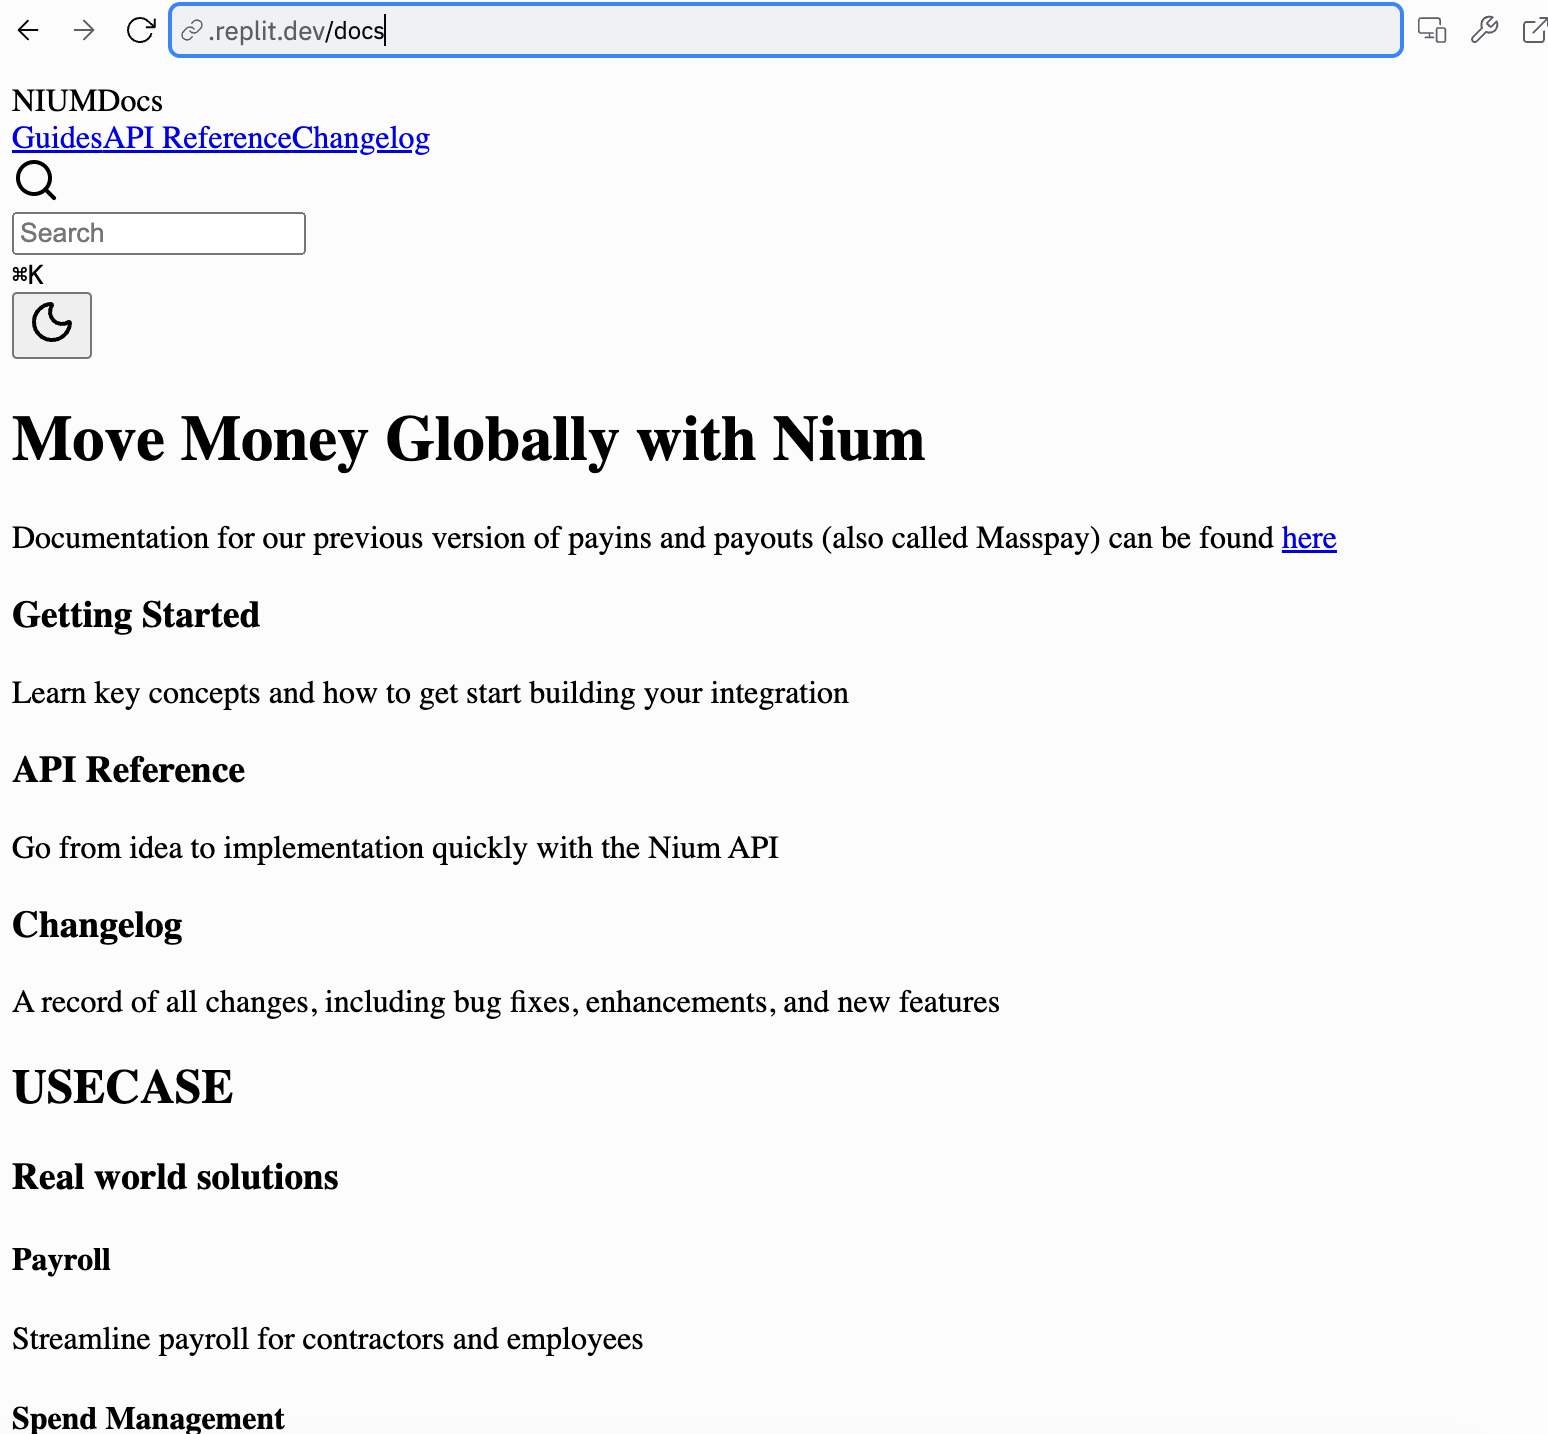 .replit.dev/docs
NIUMDocs
GuidesAPI ReferenceChangelog
Search
⌘K
Move Money Globally with Nium
Documentation for our previous version of payins and payouts (also called Masspay) can be found here
Getting Started
Learn key concepts and how to get start building your integration
API Reference
Go from idea to implementation quickly with the Nium API
Changelog
A record of all changes, including bug fixes, enhancements, and new features
USECASE
Real world solutions
Payroll
Streamline payroll for contractors and employees
Spend Management